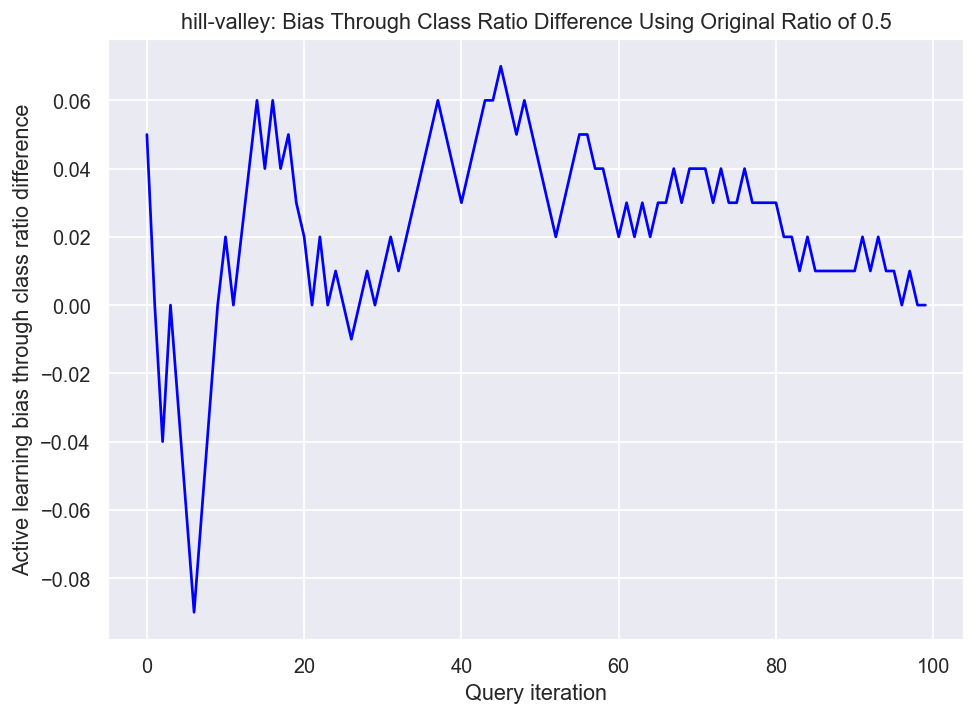 hill-valley: Bias Through Class Ratio Difference Using Original Ratio of 0.5
Active learning bias through class ratio difference
0.06
0.04
0.02
0.00
−0.02
−0.04
−0.06
−0.08
0 20 40 60 80 100
Query iteration